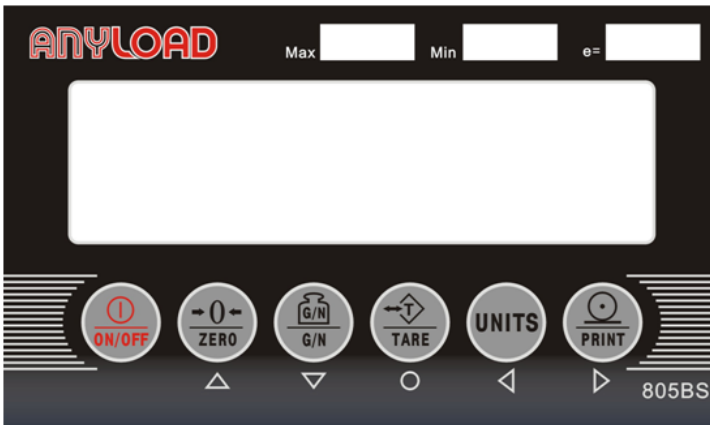 ANYLOAD
Max Min e=
0
G/N
T
ON/OFF ZERO G/N TARE UNITS PRINT
805BS